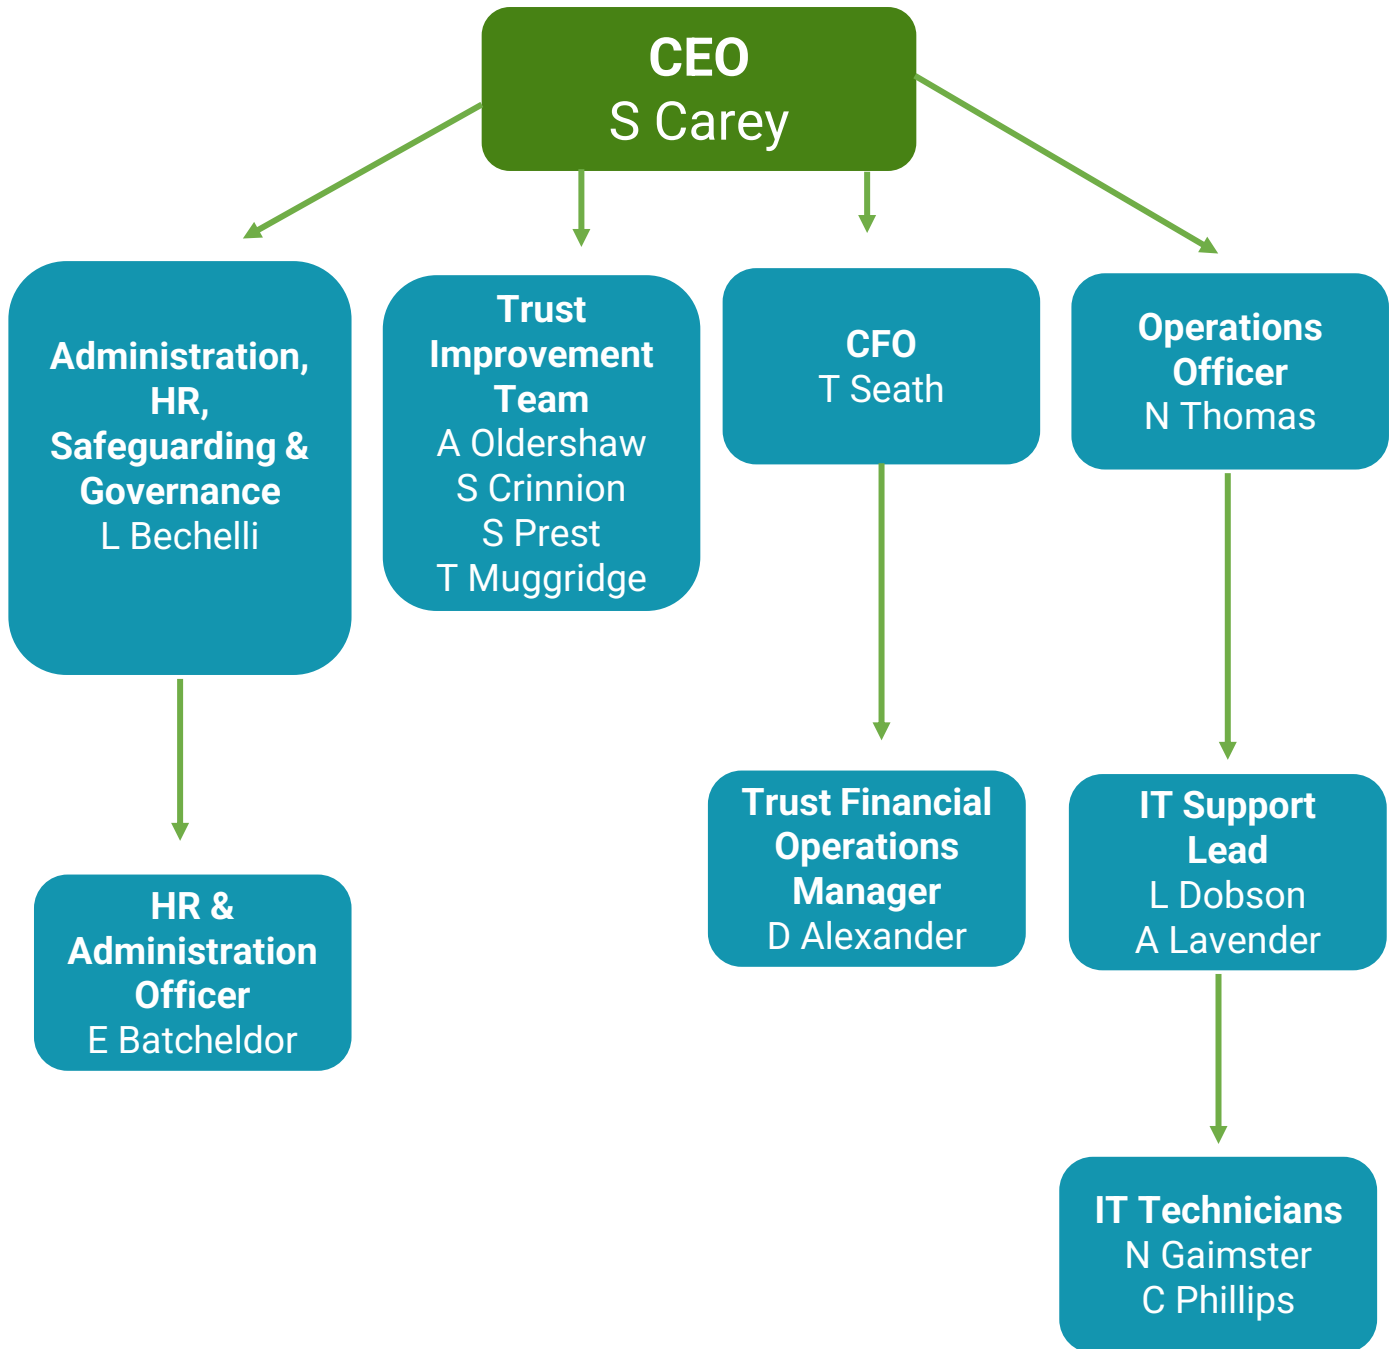 CEO
S Carey
Administration,
HR,
Safeguarding &
Governance
L Bechelli
Trust
Improvement
Team
A Oldershaw
S Crinnion
S Prest
T Muggridge
CFO
T Seath
Operations
Officer
N Thomas
HR &
Administration
Officer
E Batcheldor
Trust Financial
Operations
Manager
D Alexander
IT Support
Lead
L Dobson
A Lavender
IT Technicians
N Gaimster
C Phillips